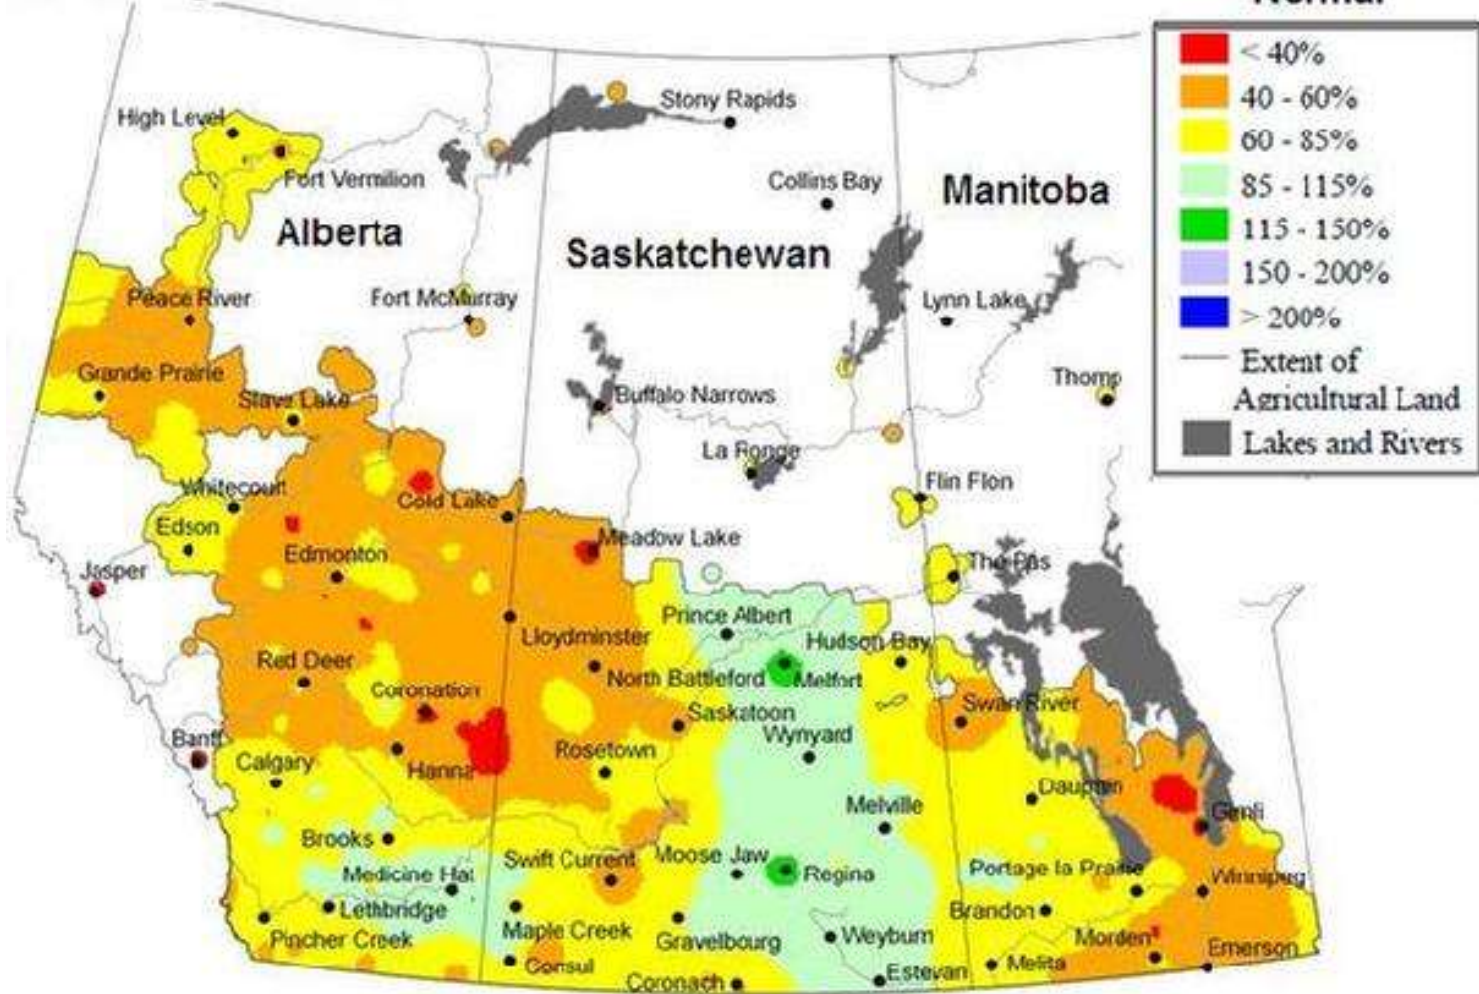 Normal
< 40%
40 - 60%
60 - 85%
85 - 115%
115 - 150%
150 - 200%
> 200%
Extent of
Agricultural Land
Lakes and Rivers
High Level
Fort Vermilion
Stony Rapids
Collins Bay
Alberta
Saskatchewan
Manitoba
Peace River
Fort McMurray
Lynn Lake
Grande Prairie
Slave Lake
Buffalo Narrows
Thomp
La Ronge
Flin Flon
Whitecourt
Cold Lake
Edson
Edmonton
Meadow Lake
The Pas
Jasper
Prince Albert
Lloydminster
Hudson Bay
Red Deer
North Battleford
Melfort
Coronation
Saskatoon
Swan River
Banff
Calgary
Hanna
Rosetown
Wynyard
Dauphin
Melville
Gimli
Brooks
Swift Current
Moose Jaw
Regina
Medicine Hat
Portage la Prairie
Winnipeg
Lethbridge
Maple Creek
Brandon
Pincher Creek
Gravelbourg
Weyburn
Morden
Emerson
Consul
Coronach
Estevan
Melita